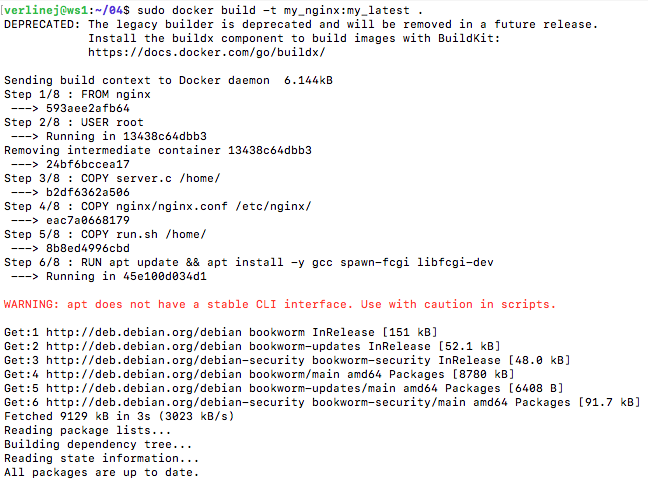 [verlinej@ws1:~/04$ sudo docker build -t my_nginx:my_latest .
DEPRECATED: The legacy builder is deprecated and will be removed in a future release.
            Install the buildx component to build images with BuildKit:
            https://docs.docker.com/go/buildx/

Sending build context to Docker daemon  6.144kB
Step 1/8 : FROM nginx
 ---> 593aee2afb64
Step 2/8 : USER root
 ---> Running in 13438c64dbb3
Removing intermediate container 13438c64dbb3
 ---> 24bf6bccea17
Step 3/8 : COPY server.c /home/
 ---> b2df6362a506
Step 4/8 : COPY nginx/nginx.conf /etc/nginx/
 ---> eac7a0668179
Step 5/8 : COPY run.sh /home/
 ---> 8b8ed4996cbd
Step 6/8 : RUN apt update && apt install -y gcc spawn-fcgi libfcgi-dev
 ---> Running in 45e100d034d1

WARNING: apt does not have a stable CLI interface. Use with caution in scripts.

Get:1 http://deb.debian.org/debian bookworm InRelease [151 kB]
Get:2 http://deb.debian.org/debian bookworm-updates InRelease [52.1 kB]
Get:3 http://deb.debian.org/debian-security bookworm-security InRelease [48.0 kB]
Get:4 http://deb.debian.org/debian bookworm/main amd64 Packages [8780 kB]
Get:5 http://deb.debian.org/debian bookworm-updates/main amd64 Packages [6408 B]
Get:6 http://deb.debian.org/debian-security bookworm-security/main amd64 Packages [91.7 kB]
Fetched 9129 kB in 3s (3023 kB/s)
Reading package lists...
Building dependency tree...
Reading state information...
All packages are up to date.